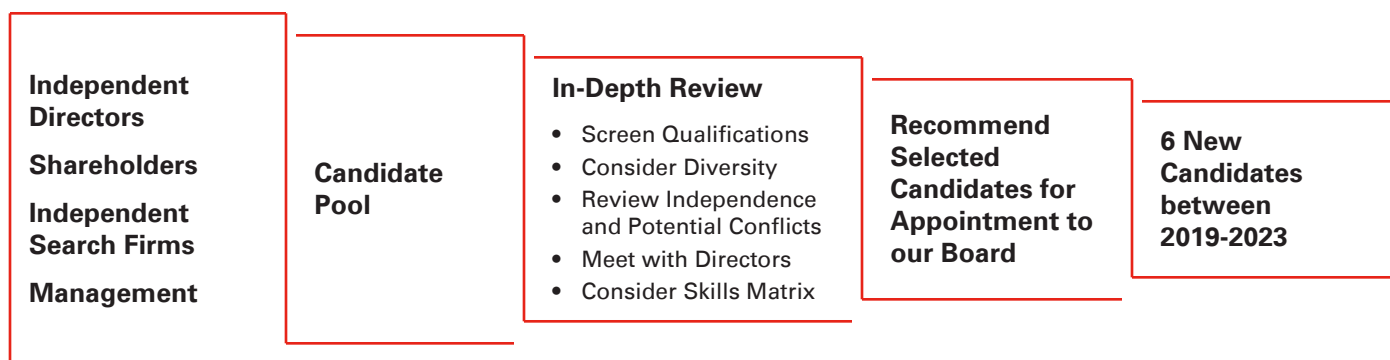 Independent
Directors
Shareholders
Independent
Search Firms
Management
Candidate
Pool
In-Depth Review
• Screen Qualifications
• Consider Diversity
• Review Independence
and Potential Conflicts
• Meet with Directors
• Consider Skills Matrix
Recommend
Selected
Candidates for
Appointment to
our Board
6 New
Candidates
between
2019-2023